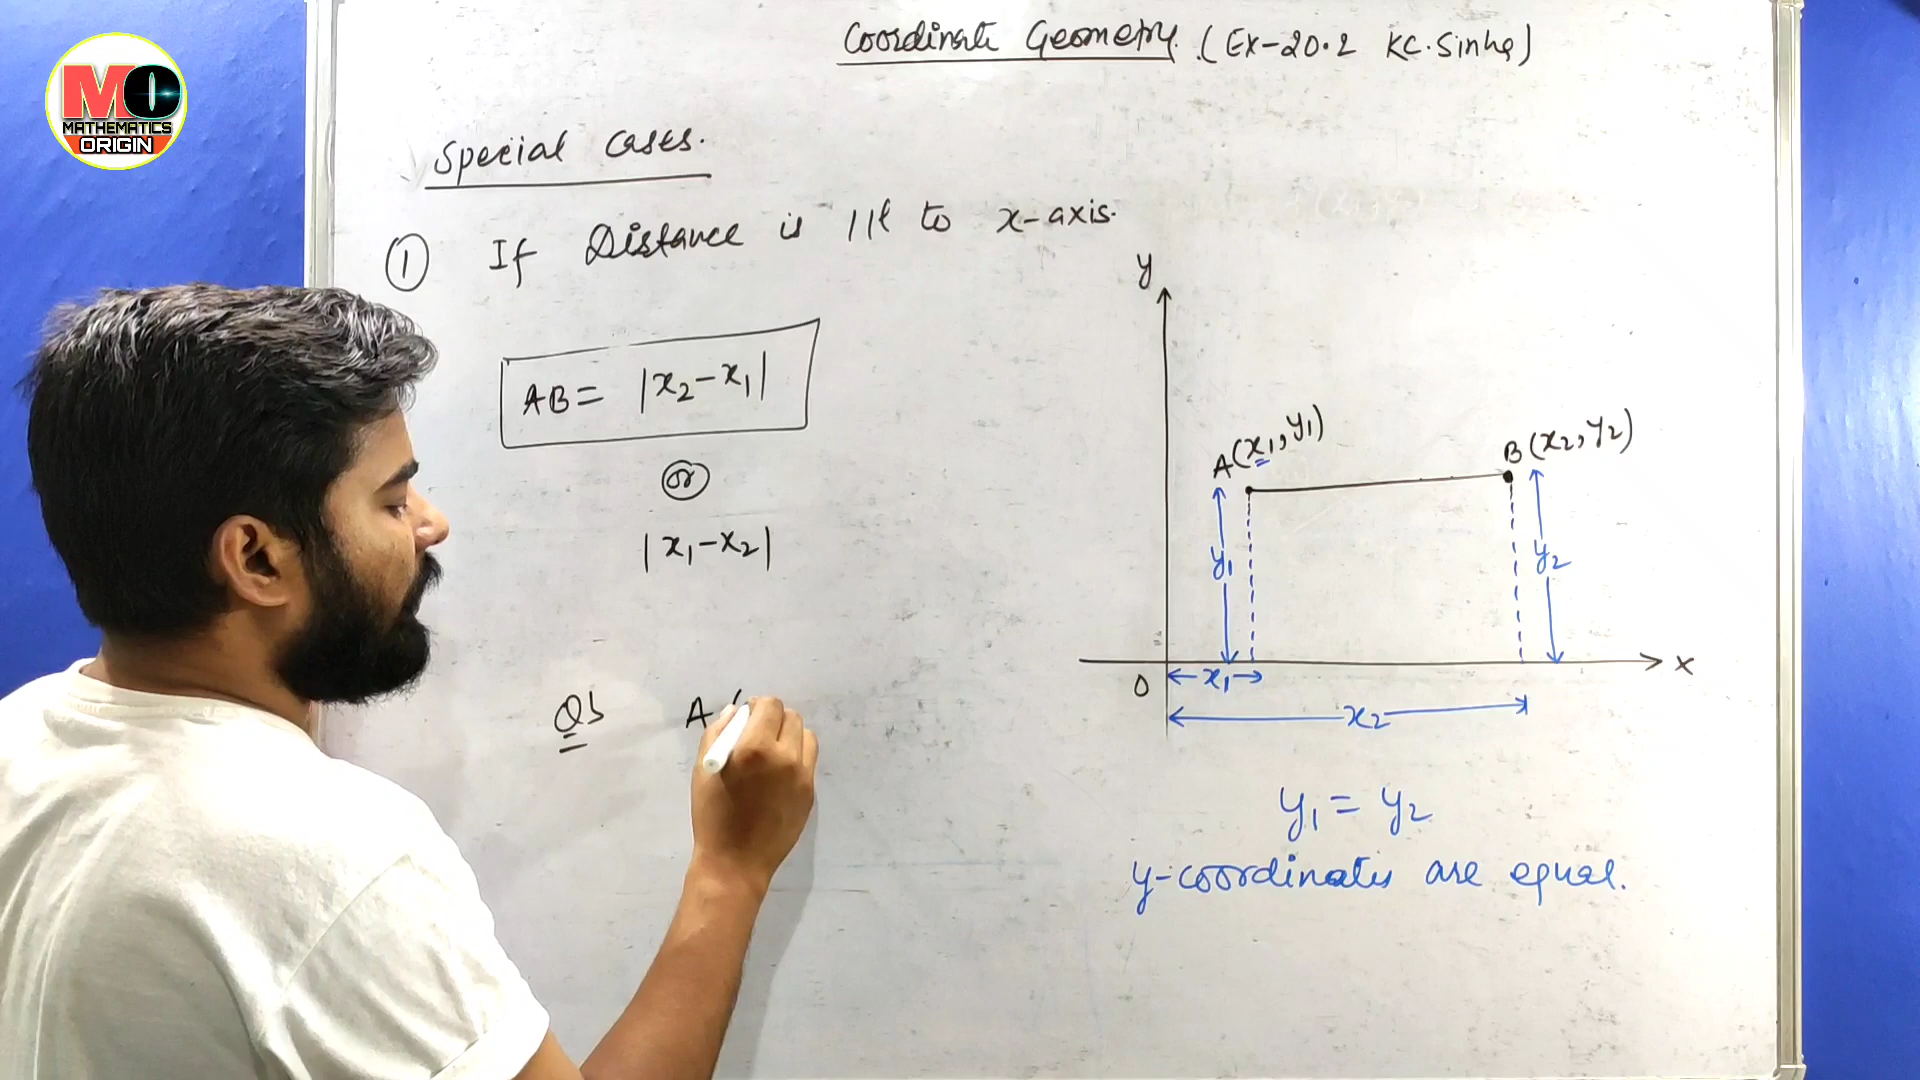 MO
MATHEMATICS
ORIGIN
Coordinate Geometry. (Ex-20.2 KC.Sinha)
Special Cases.
① If Distance is ||l to x-axis.
AB = |x₂-x₁|
or
|x₁-x₂|
Qs A (
y
A(x₁, y₁)
B(x₂, y₂)
y₁
y₂
O
x₁
x
x₂
y₁ = y₂
y-coordinates are equal.